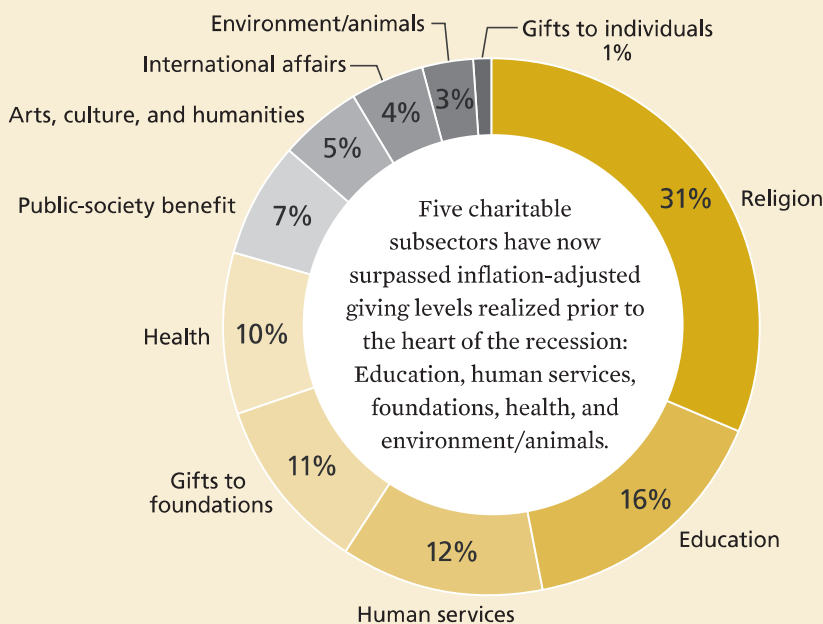 Environment/animals
Gifts to individuals
1%
International affairs
Arts, culture, and humanities
3%
4%
5%
Public-society benefit
7%
31%
Religion
Five charitable
subsectors have now
surpassed inflation-adjusted
giving levels realized prior to
the heart of the recession:
Education, human services,
foundations, health, and
environment/animals.
Health
10%
Gifts to
foundations
11%
16%
Education
12%
Human services